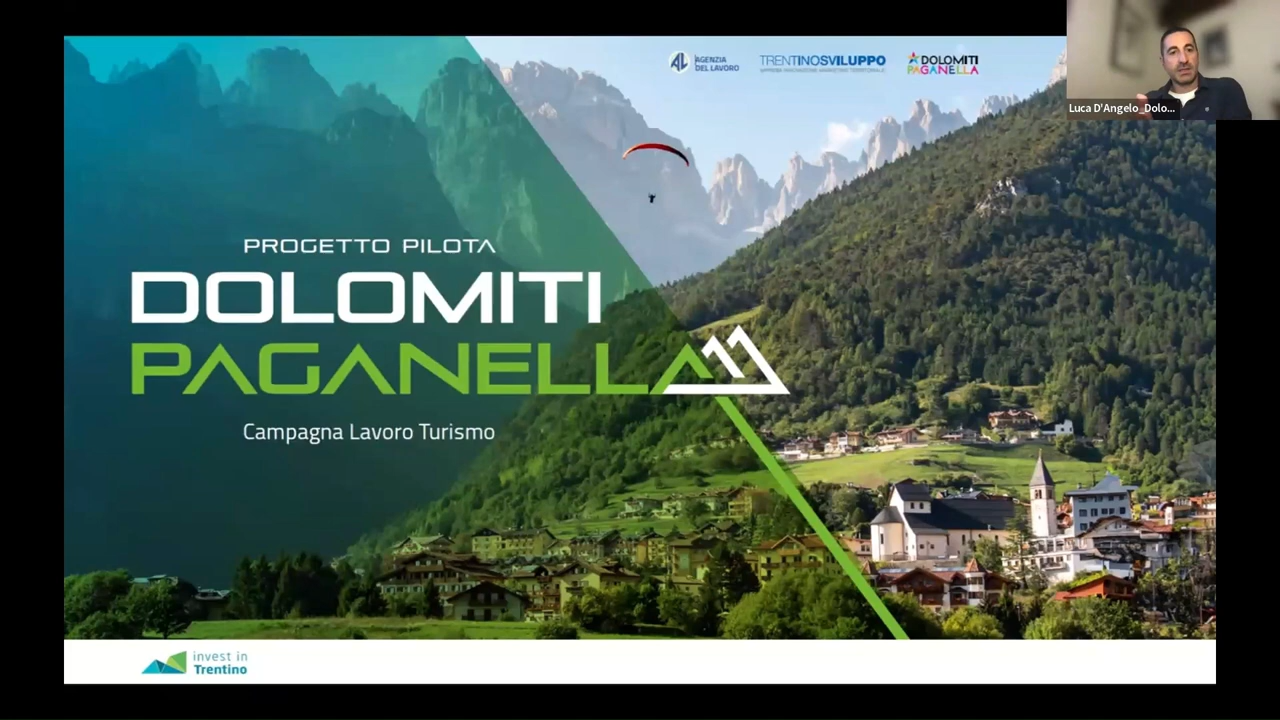 AGENZIA
DEL LAVORO
TRENTINOSVILUPPO
DOLOMITI
PAGANELLA
Luca D'Angelo_Dolo...
PROGETTO PILOTA
DOLOMITI
PAGANELLA
Campagna Lavoro Turismo
invest in
Trentino